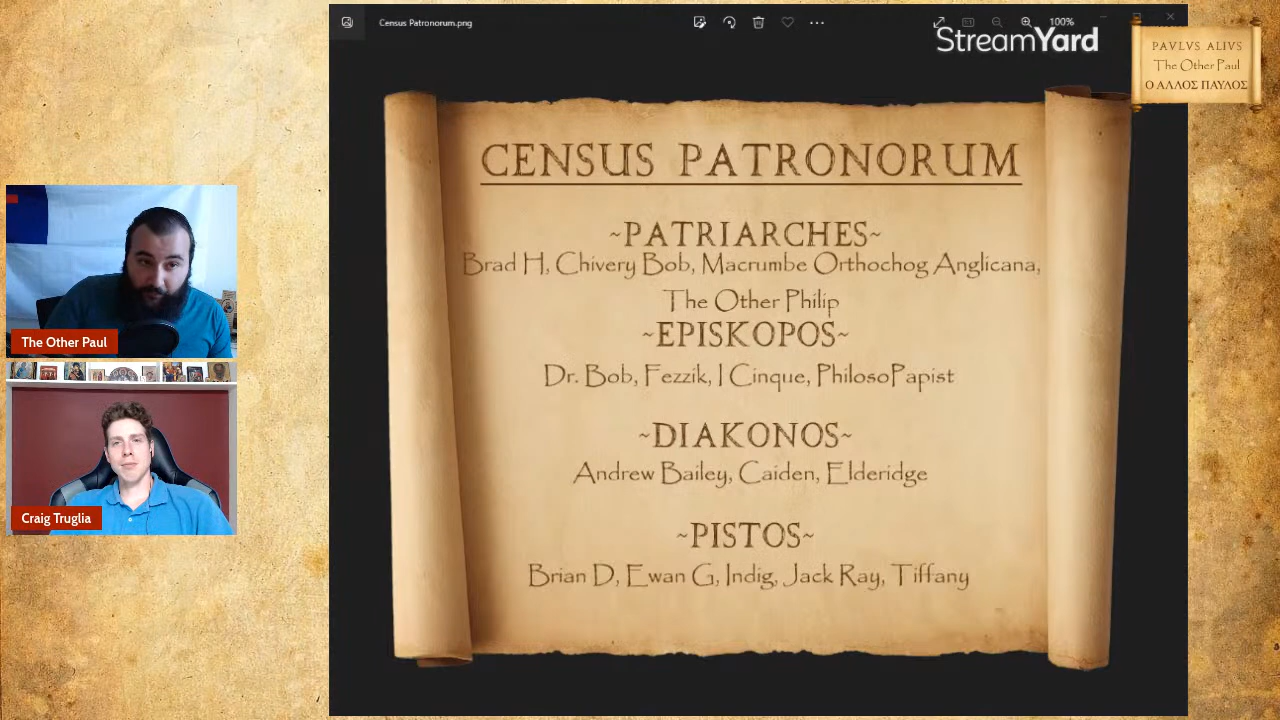 Census Patronorum.png
100%
StreamYard
PAVLVS ALIVS
The Other Paul
Ο ΑΛΛΟΣ ΠΑΥΛΟΣ
CENSUS PATRONORUM
~PATRIARCHES~
Brad H, Chivery Bob, Macrumbe Orthochog Anglicana,
The Other Philip
~EPISKOPOS~
Dr. Bob, Fezzik, I Cinque, PhilosoPapist
~DIAKONOS~
Andrew Bailey, Caiden, Elderidge
~PISTOS~
Brian D, Ewan G, Indig, Jack Ray, Tiffany
The Other Paul
Craig Truglia